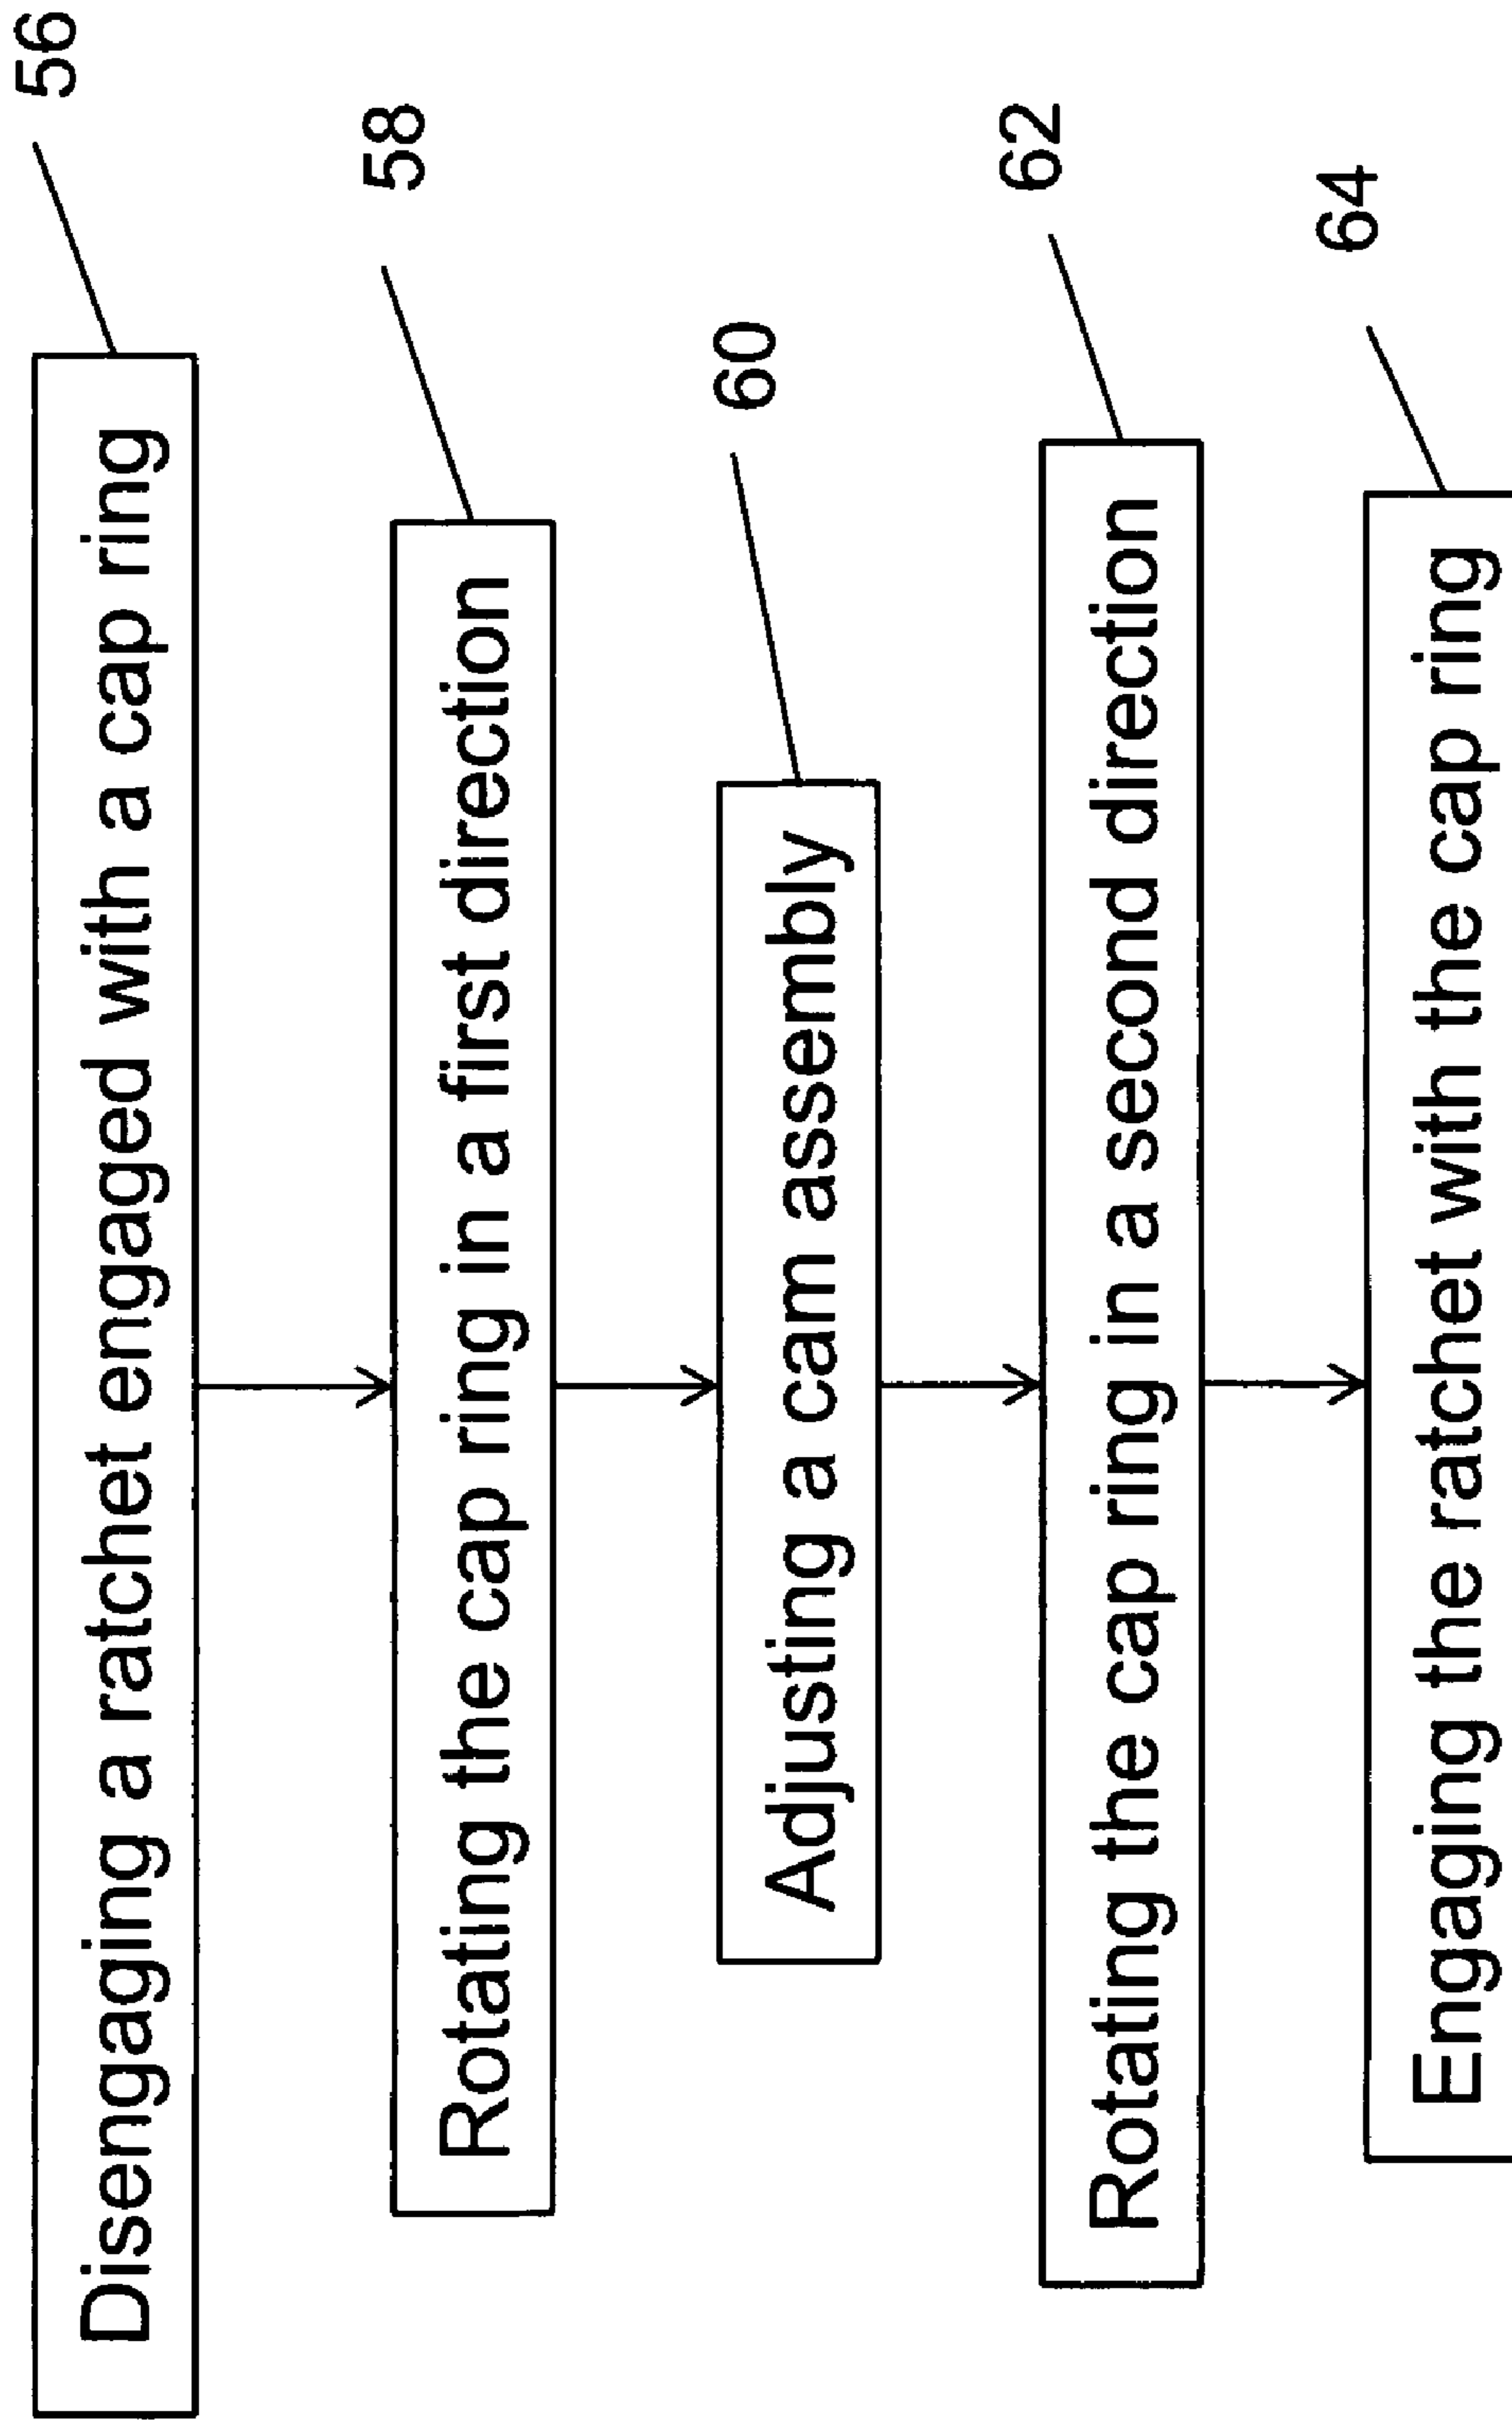 Disengaging a ratchet engaged with a cap ring
56
Rotating the cap ring in a first direction
58
Adjusting a cam assembly
60
Rotating the cap ring in a second direction
62
Engaging the ratchet with the cap ring
64